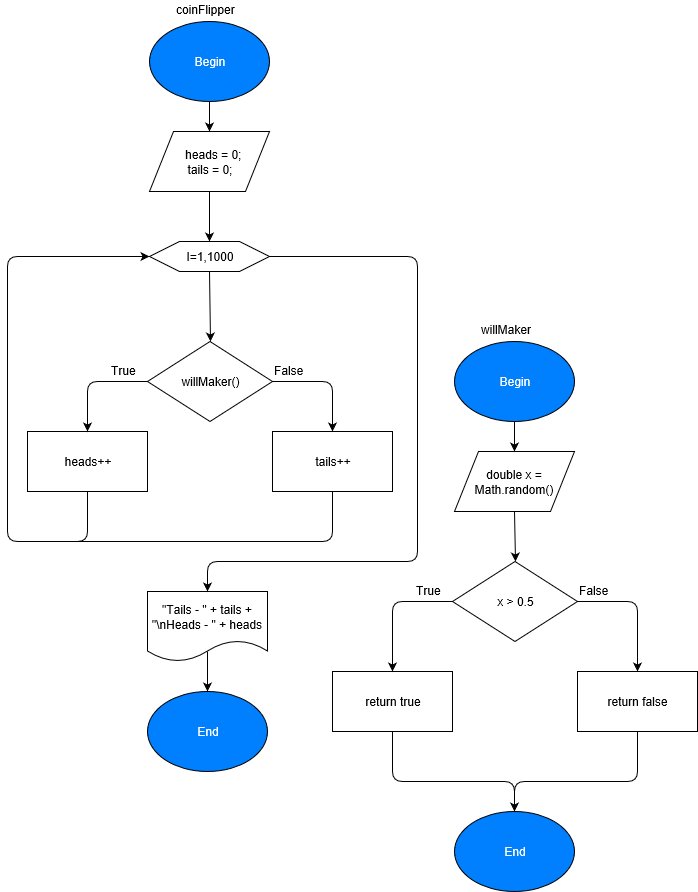 coinFlipper
Begin
heads = 0;
tails = 0;
I=1,1000
True
willMaker()
False
heads++
tails++
"Tails - " + tails +
"\nHeads - " + heads
End
willMaker
Begin
double x =
Math.random()
True
x > 0.5
False
return true
return false
End